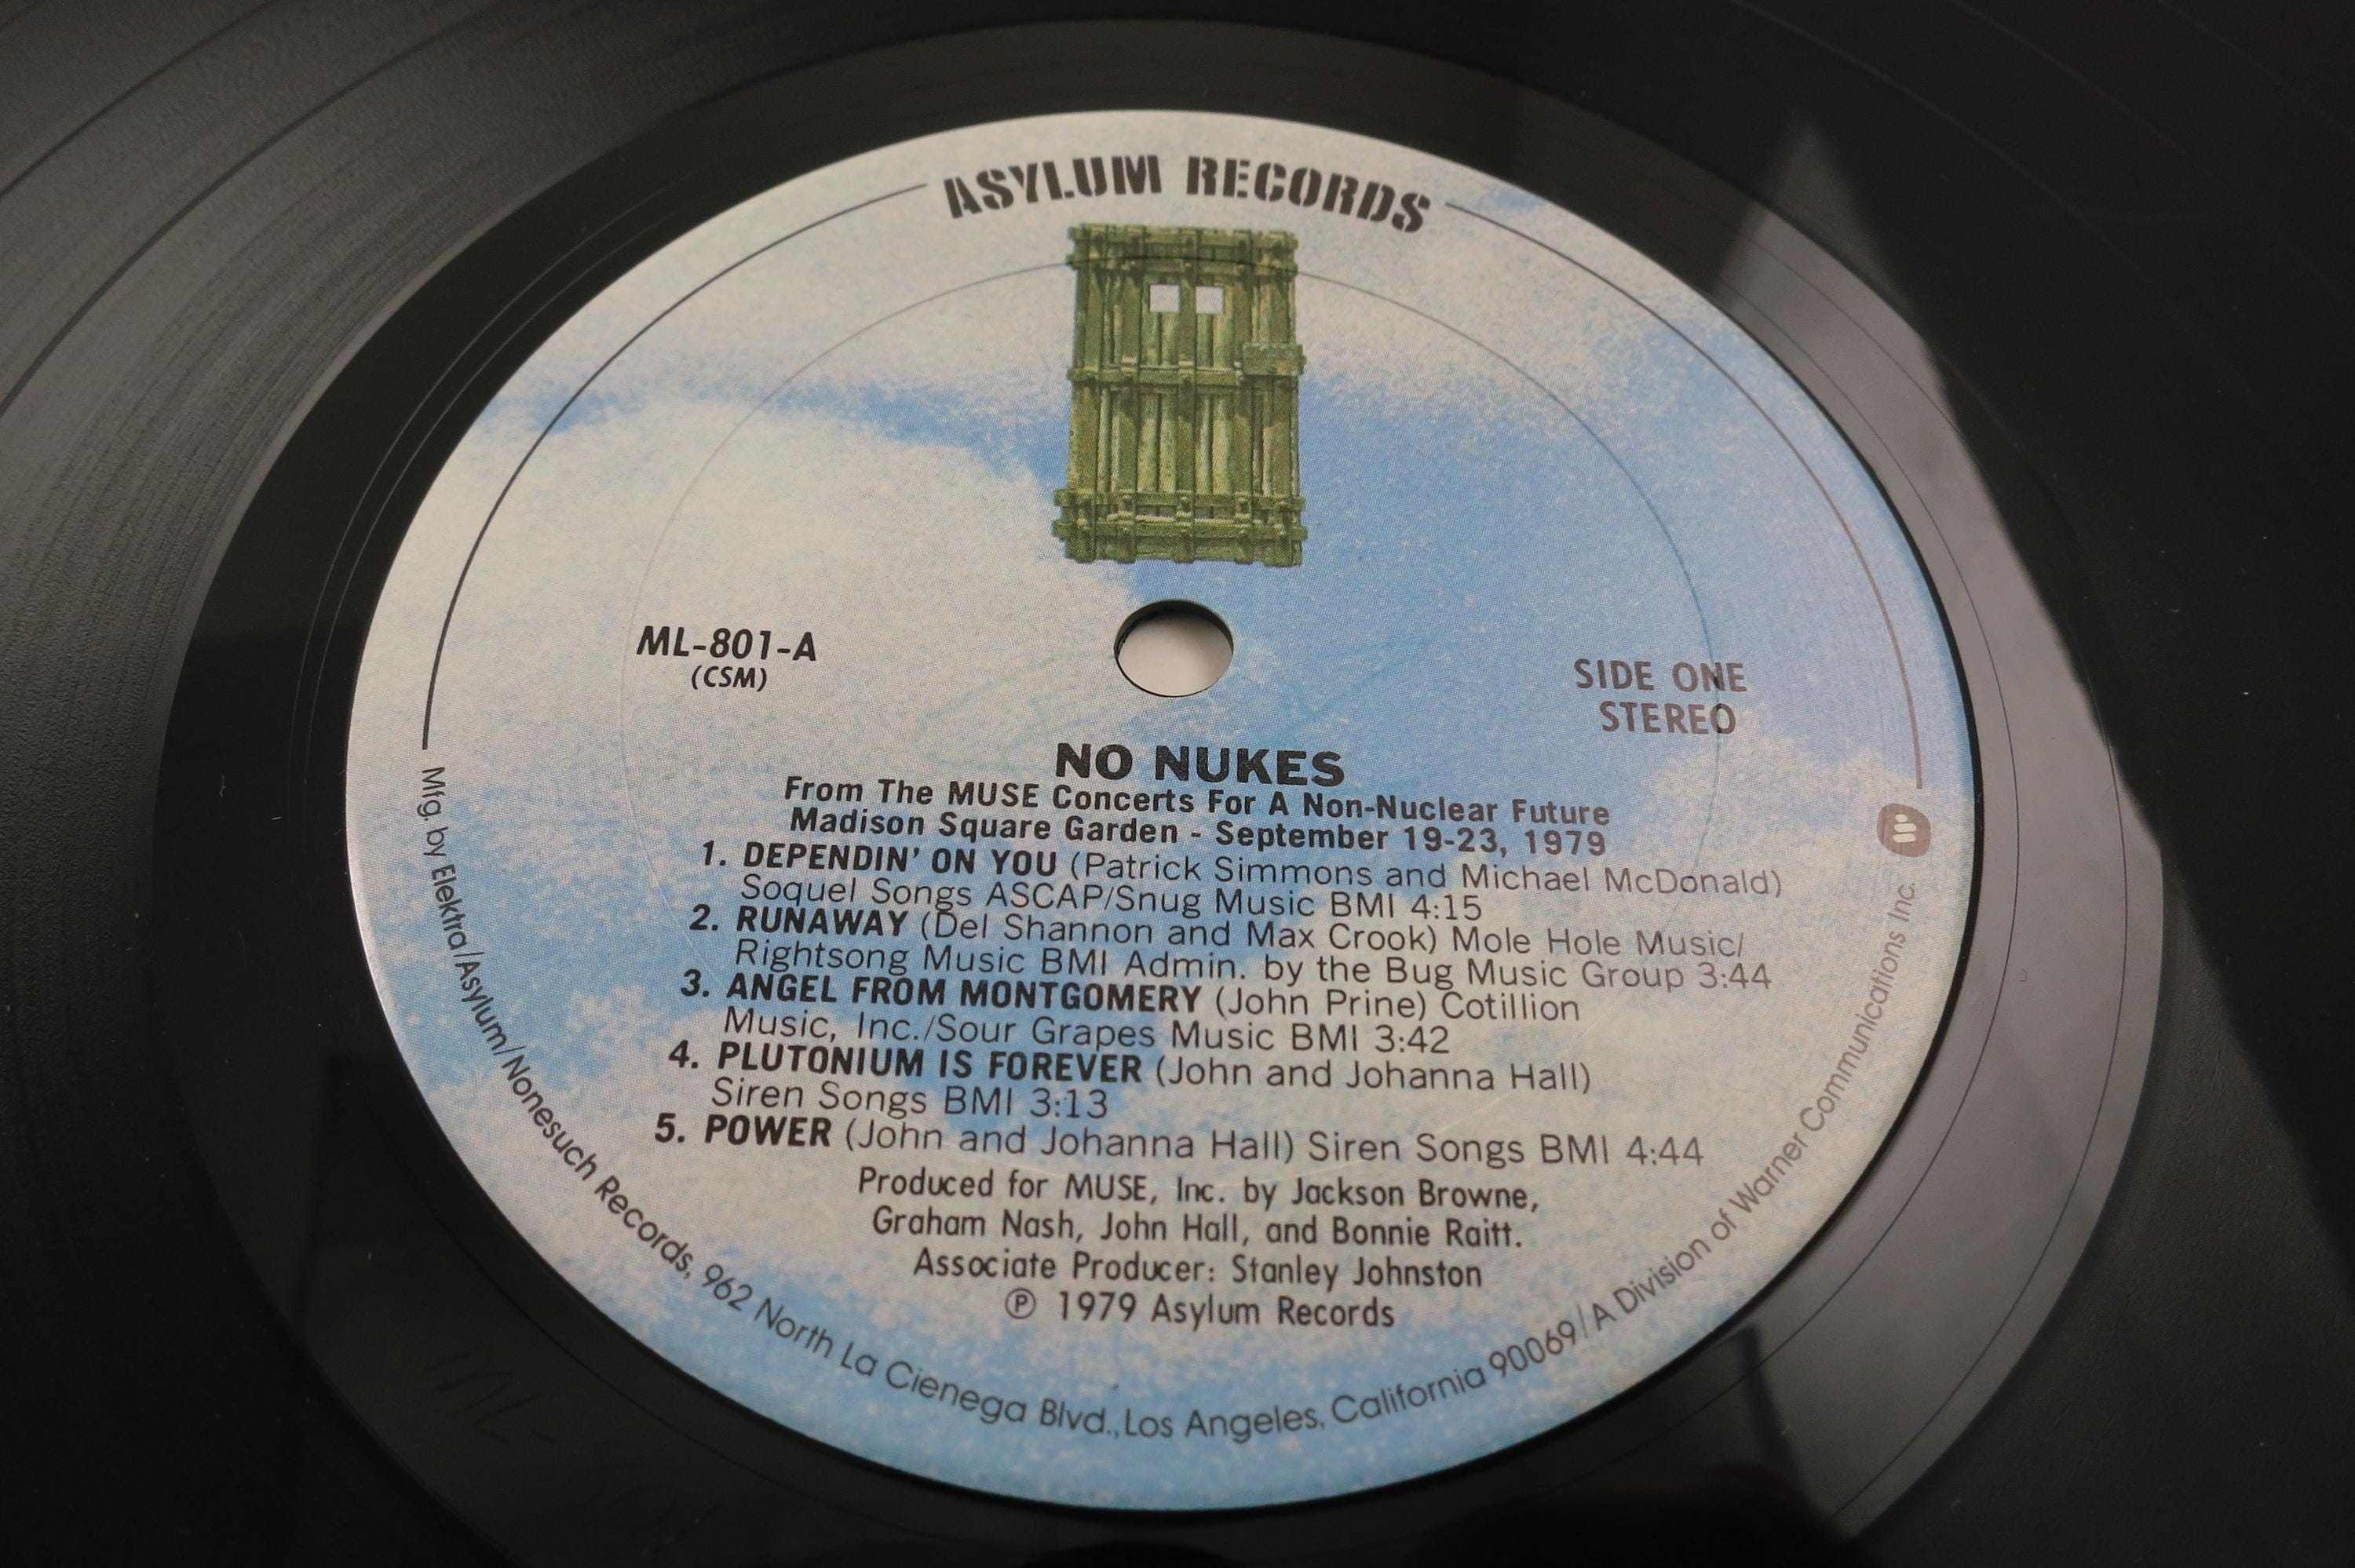 ASYLUM RECORDS
ML-801-A
(CSM)
SIDE ONE
STEREO
NO NUKES
From The MUSE Concerts For A Non-Nuclear Future
Madison Square Garden - September 19-23, 1979
1. DEPENDIN' ON YOU (Patrick Simmons and Michael McDonald)
Soquel Songs ASCAP/Snug Music BMI 4:15
2. RUNAWAY (Del Shannon and Max Crook) Mole Hole Music/
Rightsong Music BMI Admin. by the Bug Music Group 3:44
3. ANGEL FROM MONTGOMERY (John Prine) Cotillion
Music, Inc./Sour Grapes Music BMI 3:42
4. PLUTONIUM IS FOREVER (John and Johanna Hall)
Siren Songs BMI 3:13
5. POWER (John and Johanna Hall) Siren Songs BMI 4:44
Produced for MUSE, Inc. by Jackson Browne,
Graham Nash, John Hall, and Bonnie Raitt.
Associate Producer: Stanley Johnston
℗ 1979 Asylum Records
Mfg. by Elektra/Asylum/Nonesuch Records, 962 North La Cienega Blvd., Los Angeles, California 90069/A Division of Warner Communications Inc.